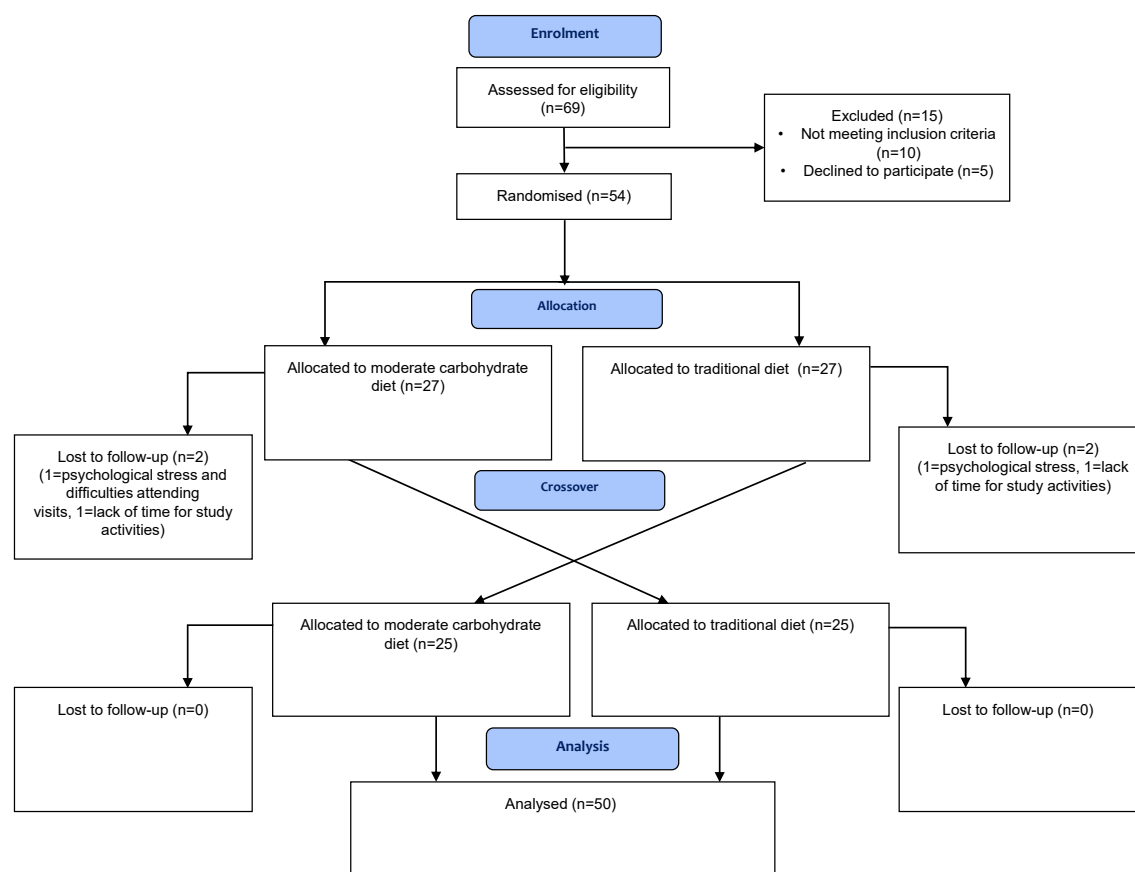 Enrolment
Assessed for eligibility
(n=69)
Excluded (n=15)
• Not meeting inclusion criteria
(n=10)
• Declined to participate (n=5)
Randomised (n=54)
Allocation
Allocated to moderate carbohydrate
diet (n=27)
Allocated to traditional diet (n=27)
Lost to follow-up (n=2)
(1=psychological stress and
difficulties attending
visits, 1=lack of time for study
activities)
Lost to follow-up (n=2)
(1=psychological stress, 1=lack
of time for study activities)
Crossover
Allocated to moderate carbohydrate
diet (n=25)
Allocated to traditional diet (n=25)
Lost to follow-up (n=0)
Lost to follow-up (n=0)
Analysis
Analysed (n=50)